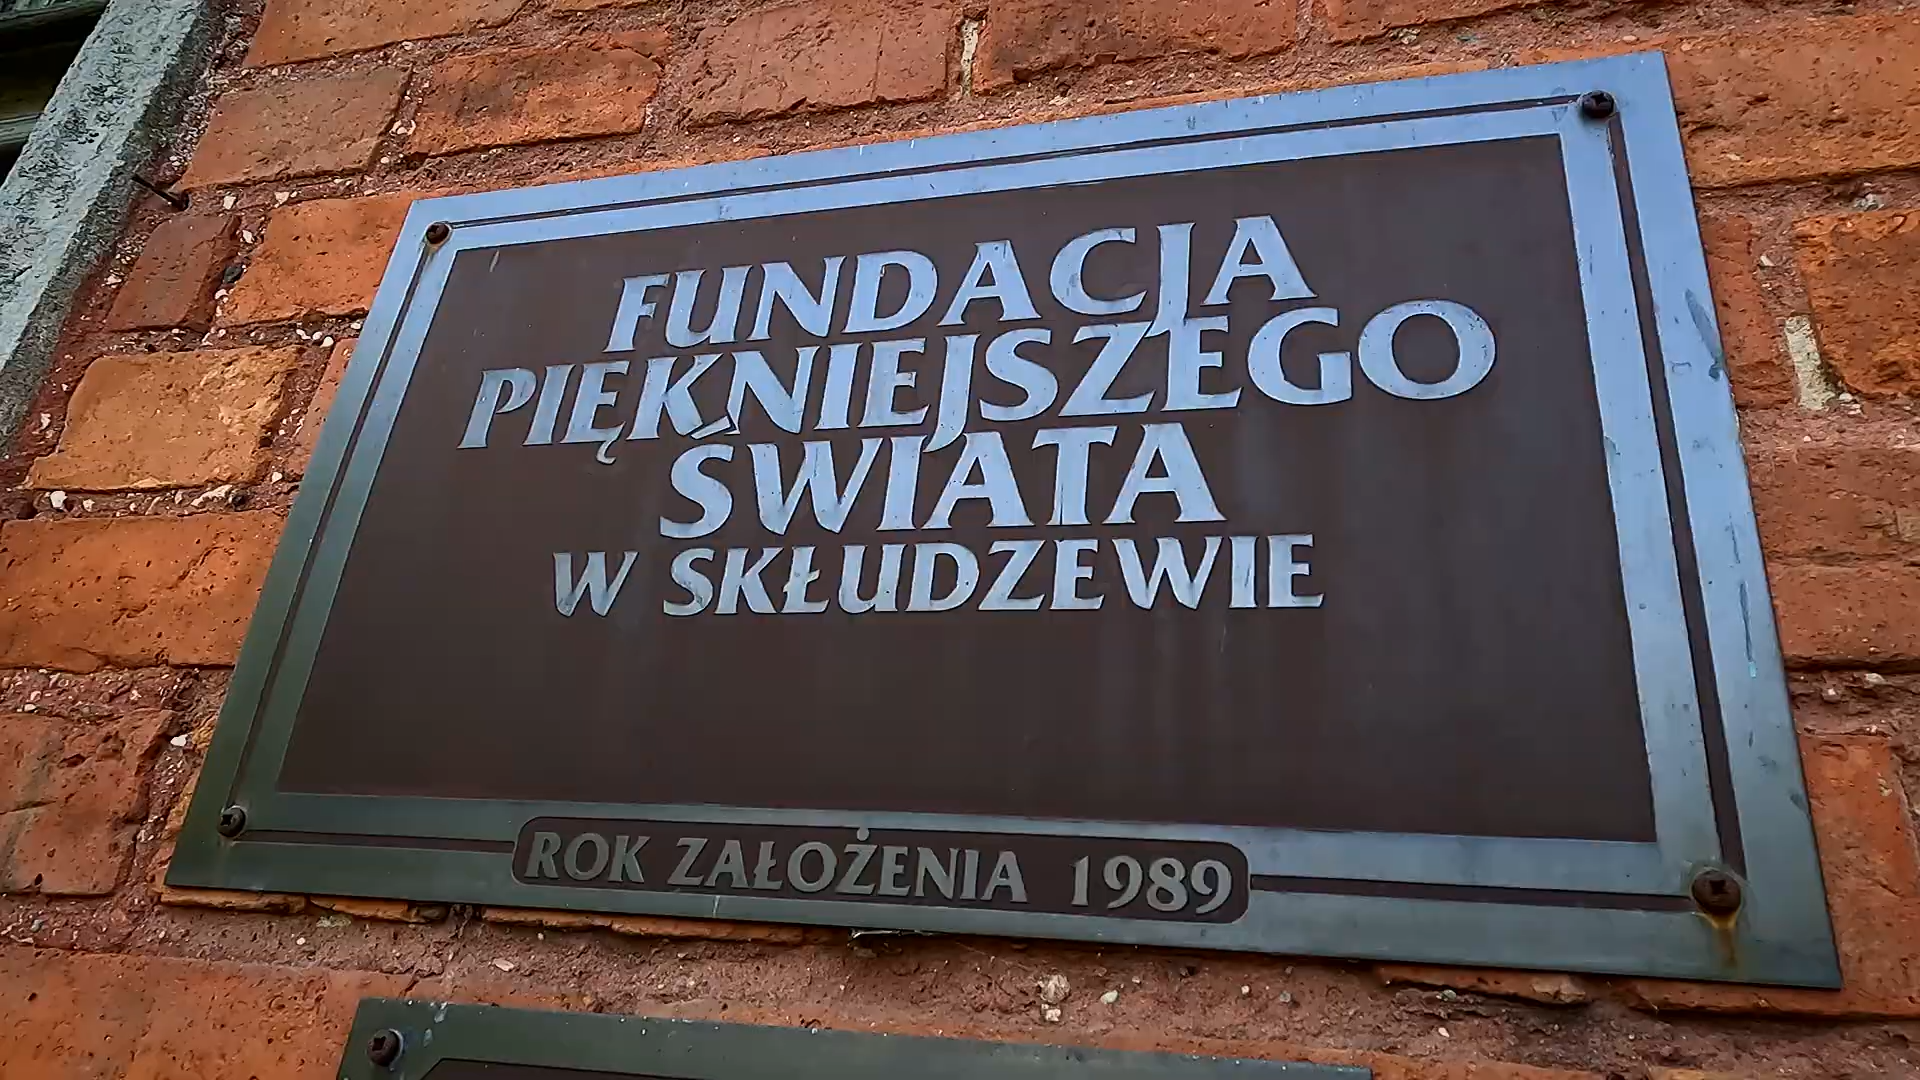 FUNDACJA
PIĘKNIEJSZEGO
ŚWIATA
W SKŁUDZEWIE
ROK ZAŁOŻENIA 1989